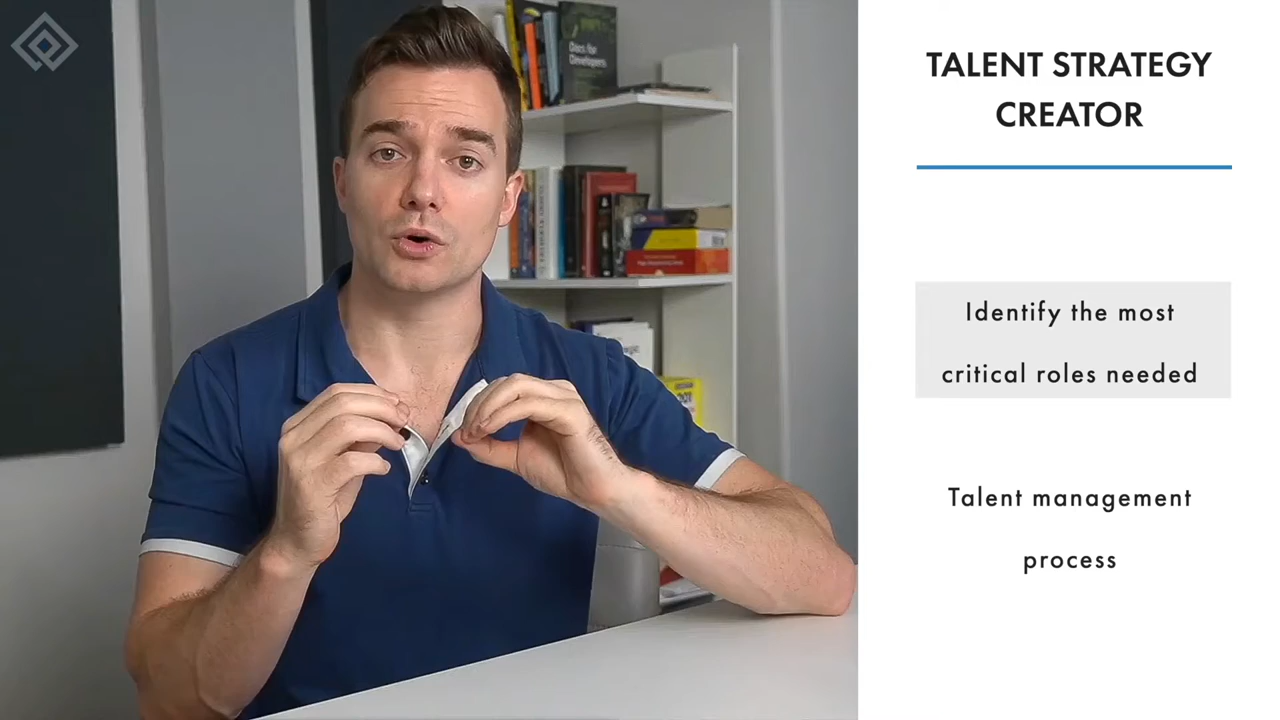 TALENT STRATEGY
CREATOR
Identify the most
critical roles needed
Talent management
process
Docs for
Developers